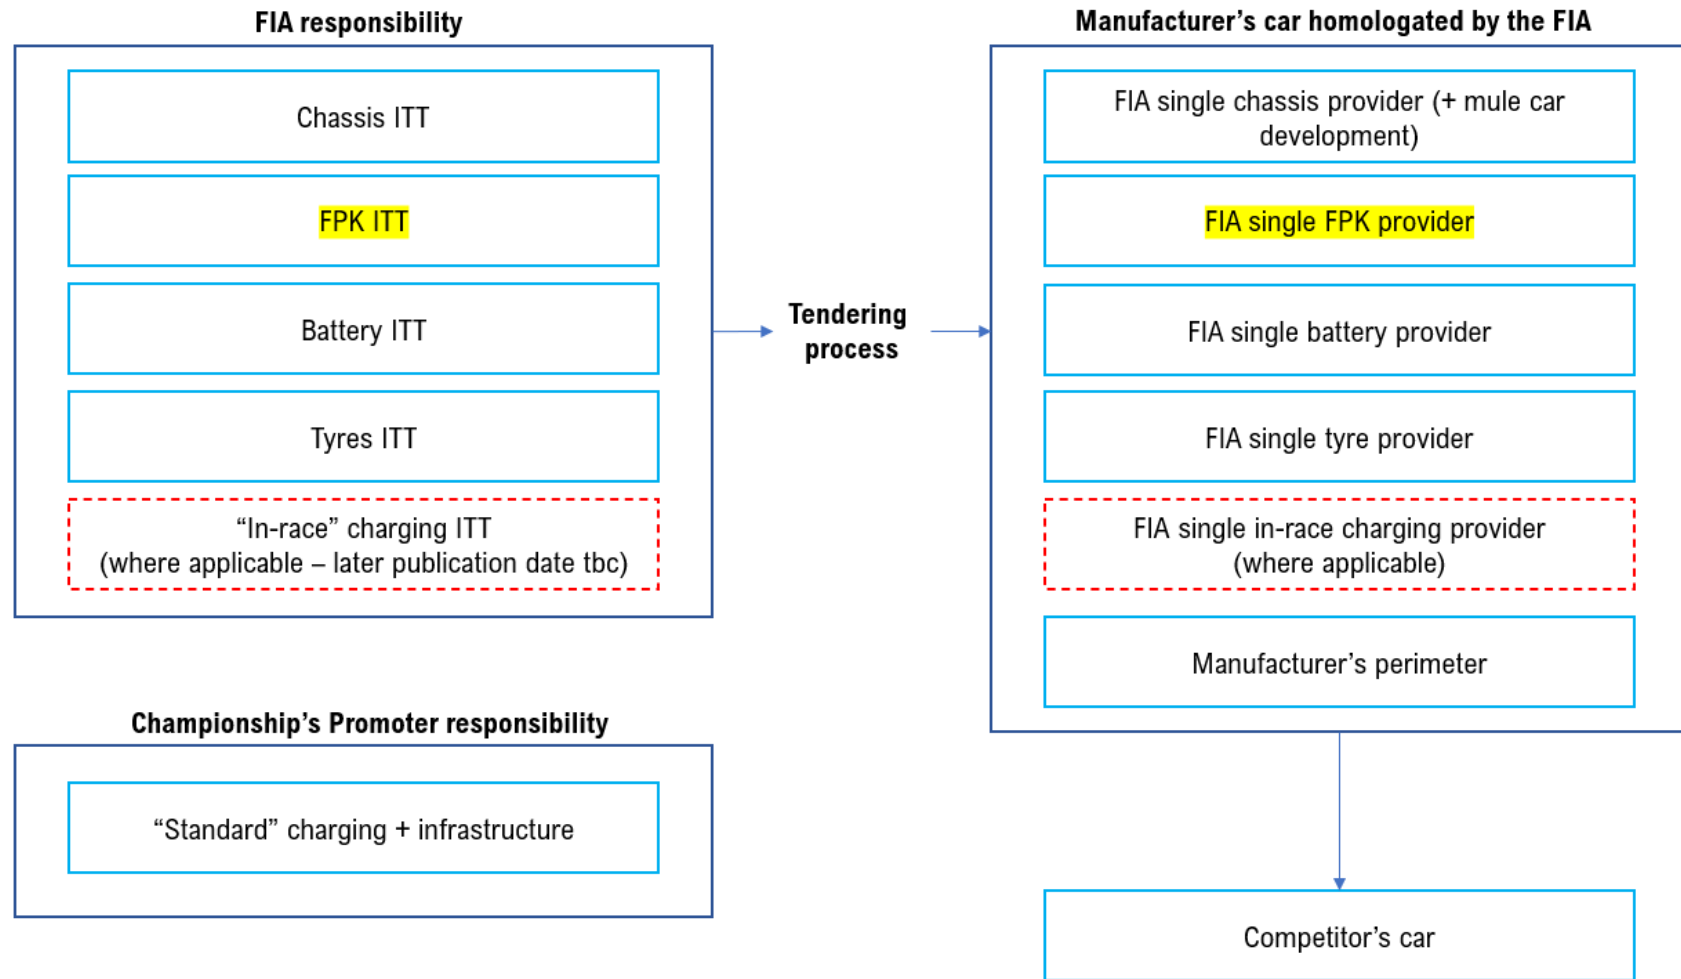 FIA responsibility
Chassis ITT
FPK ITT
Battery ITT
Tyres ITT
“In-race” charging ITT
(where applicable – later publication date tbc)
Championship’s Promoter responsibility
“Standard” charging + infrastructure
Tendering
process
Manufacturer’s car homologated by the FIA
FIA single chassis provider (+ mule car
development)
FIA single FPK provider
FIA single battery provider
FIA single tyre provider
FIA single in-race charging provider
(where applicable)
Manufacturer’s perimeter
Competitor’s car